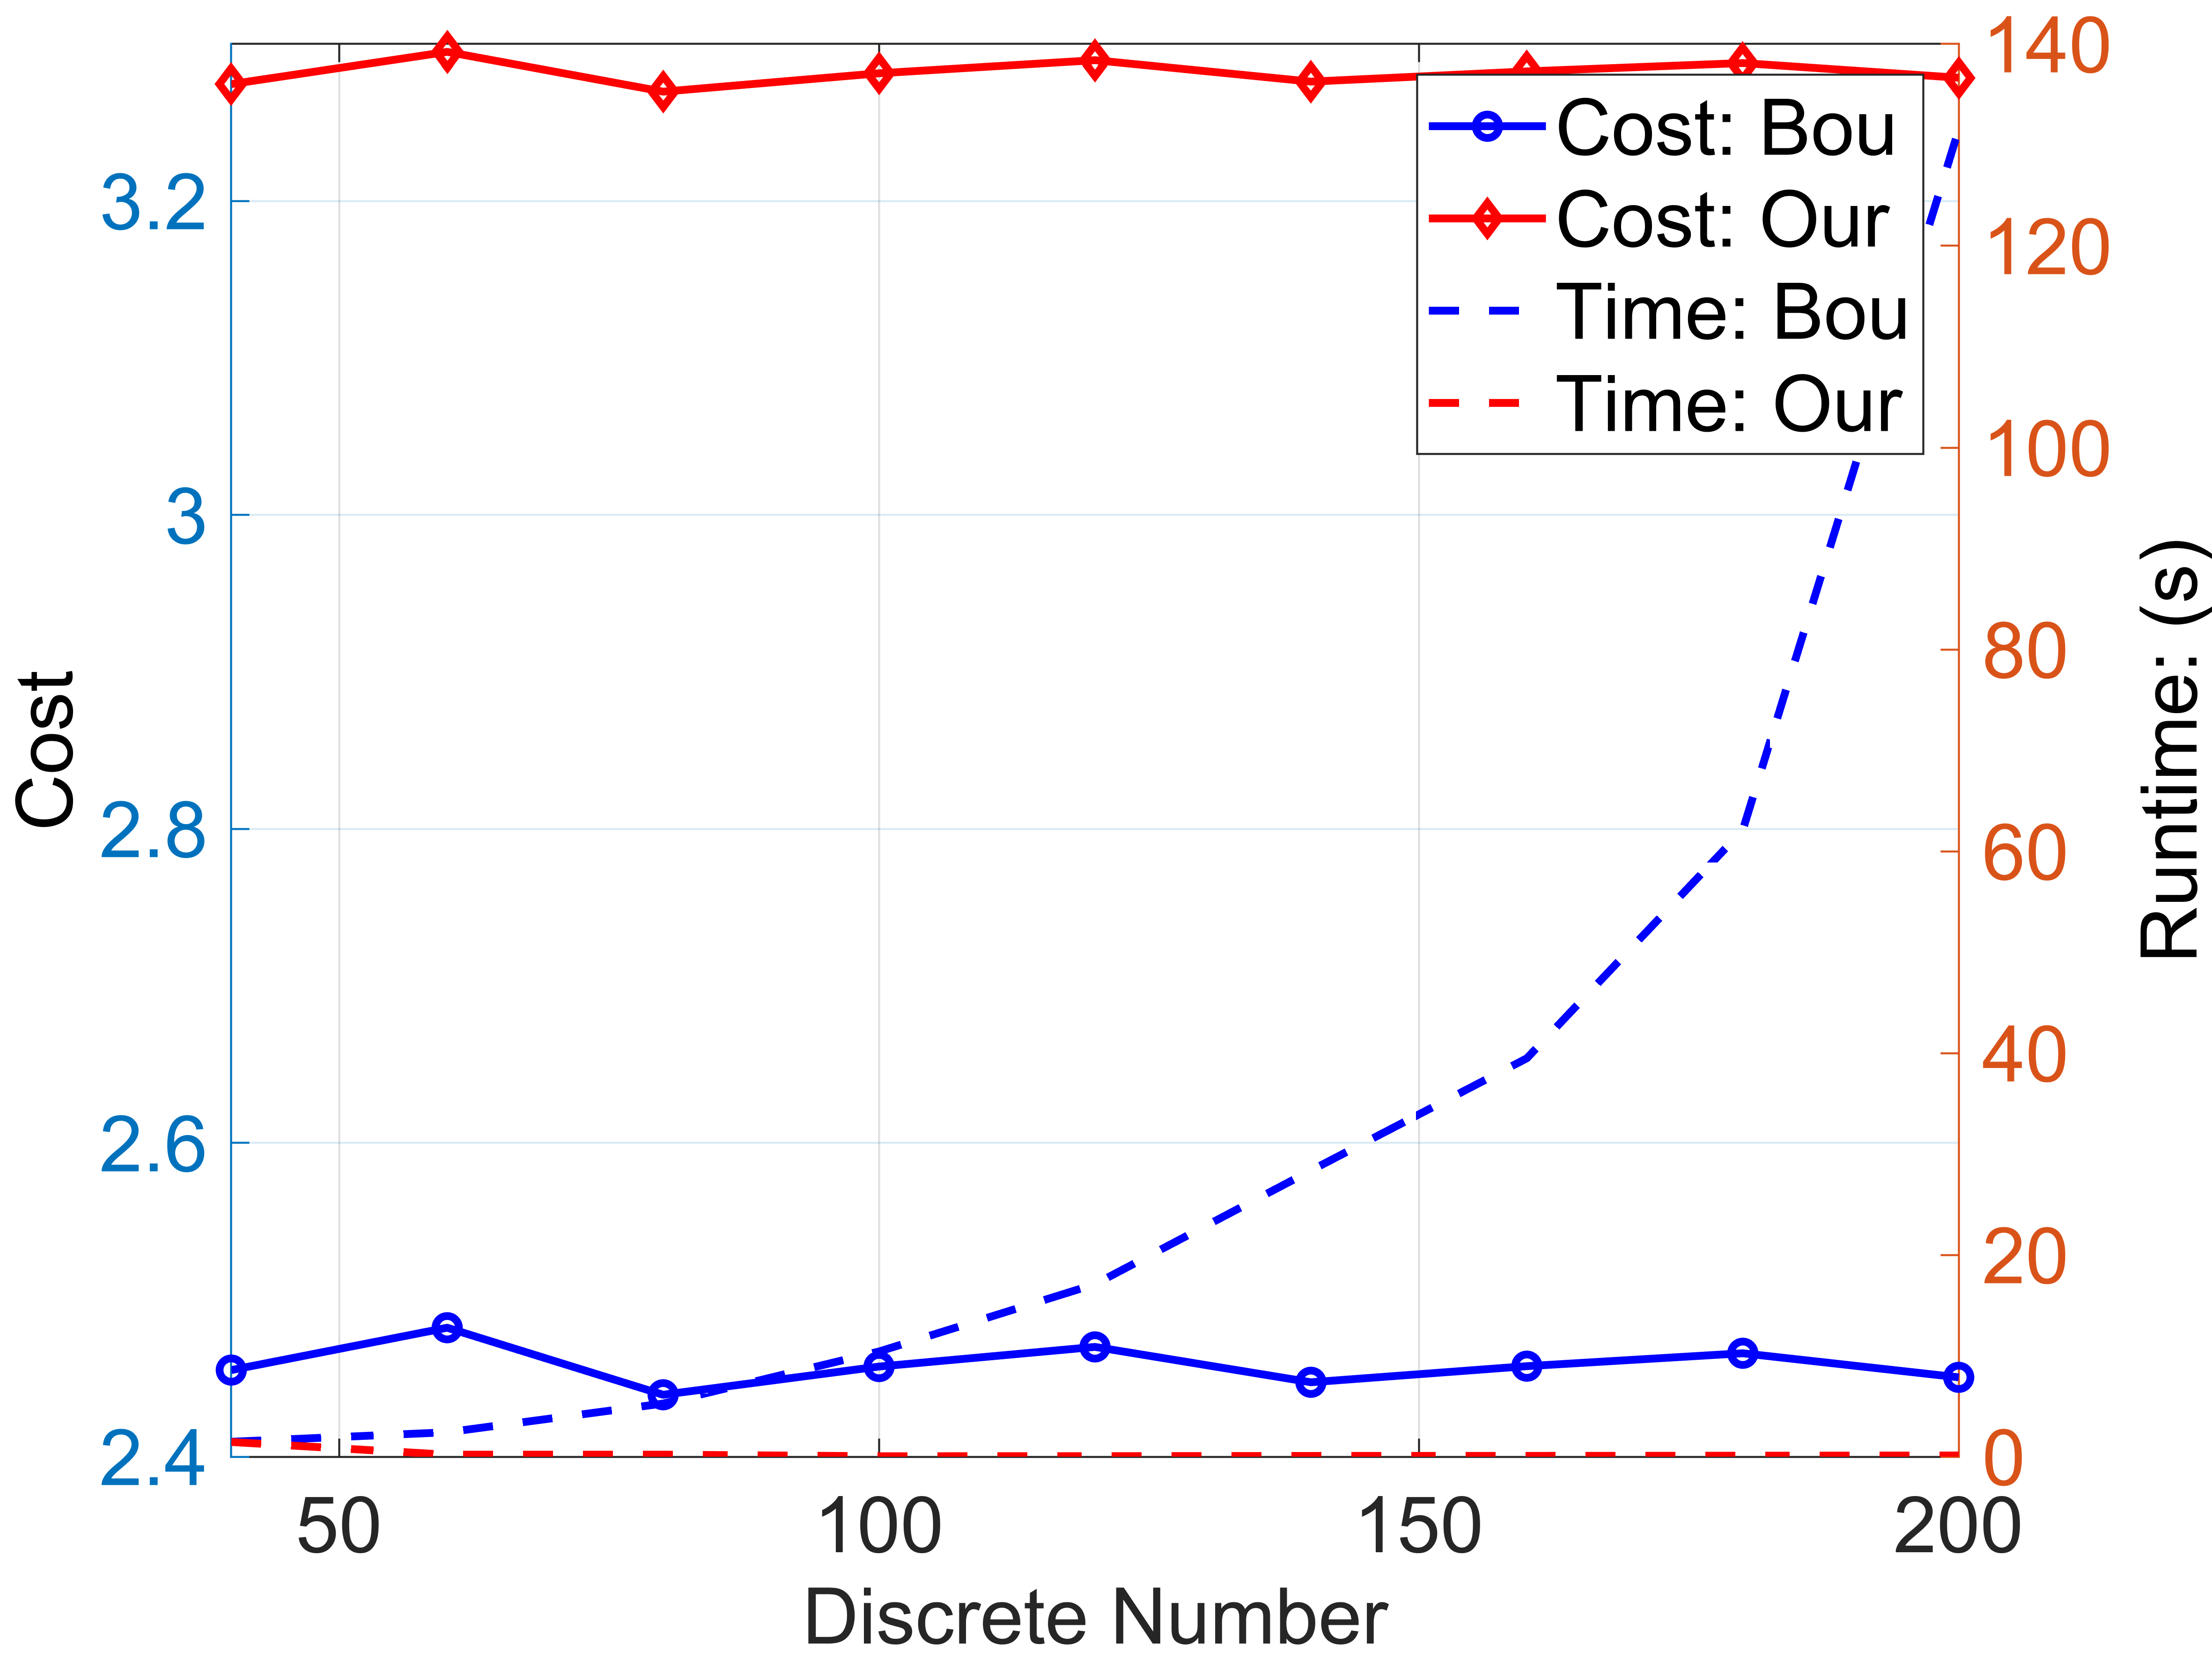 Cost
3.2
3
2.8
2.6
2.4
50
100
150
200
Discrete Number
140
120
100
80
60
40
20
0
Runtime: (s)
Cost: Bou
Cost: Our
Time: Bou
Time: Our